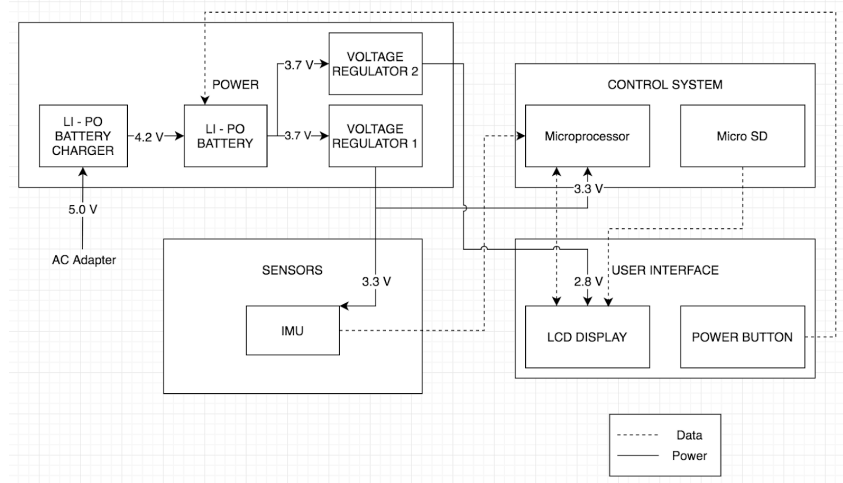 POWER
LI - PO
BATTERY
CHARGER
4.2 V
LI - PO
BATTERY
3.7 V
VOLTAGE
REGULATOR 2
3.7 V
VOLTAGE
REGULATOR 1
5.0 V
AC Adapter
CONTROL SYSTEM
Microprocessor
Micro SD
3.3 V
SENSORS
3.3 V
IMU
USER INTERFACE
2.8 V
LCD DISPLAY
POWER BUTTON
Data
Power